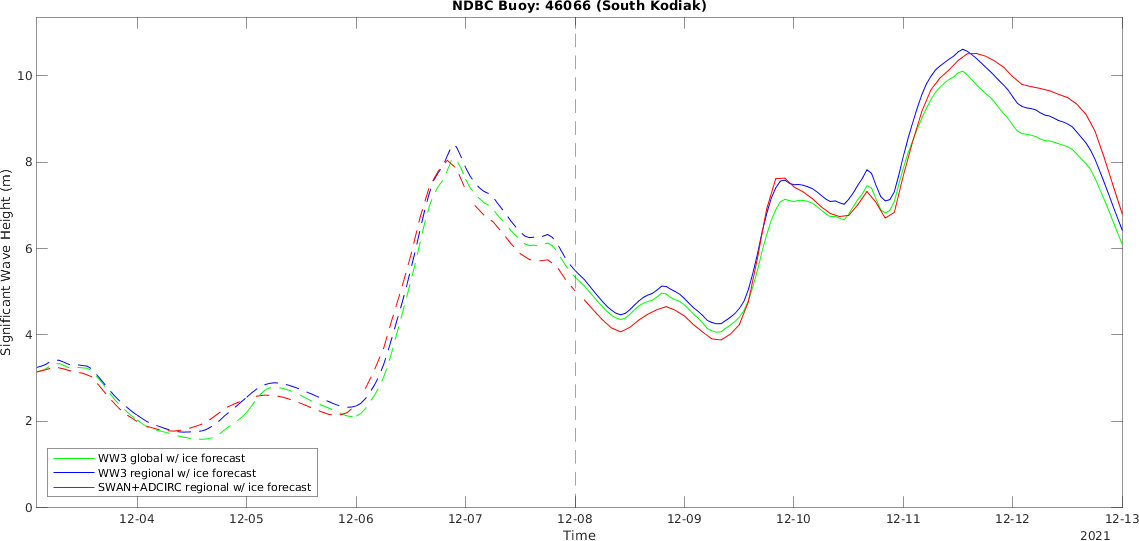 NDBC Buoy: 46066 (South Kodiak)
Significant Wave Height (m)
10
8
6
4
2
0
WW3 global w/ ice forecast
WW3 regional w/ ice forecast
SWAN+ADCIRC regional w/ ice forecast
12-04 12-05 12-06 12-07 12-08 12-09 12-10 12-11 12-12 12-13
Time
2021